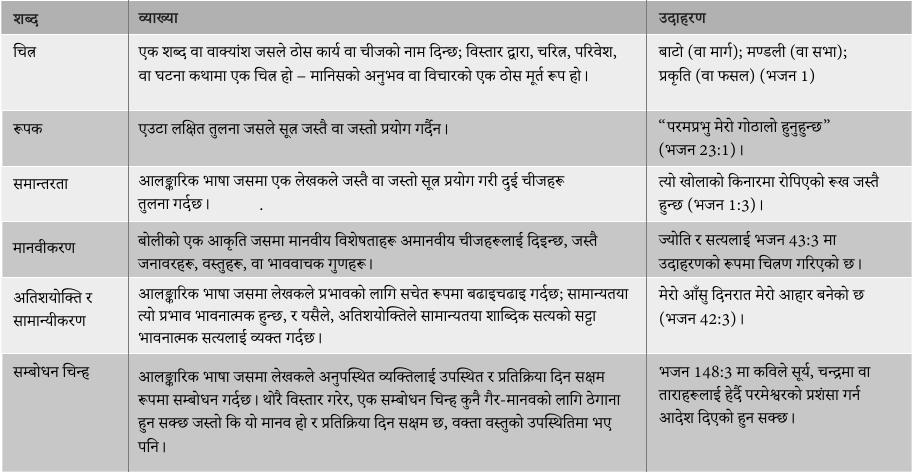 शब्द व्याख्या उदाहरण
चित्र एक शब्द वा वाक्यांश जसले ठोस कार्य वा चीजको नाम दिन्छ; विस्तार द्वारा, चरित्र, परिवेश, बाटो (वा मार्ग); मण्डली (वा सभा);
वा घटना कथामा एक चित्र हो – मानिसको अनुभव वा विचारको एक ठोस मूर्त रूप हो। प्रकृति (वा फसल) (भजन 1)
रूपक एउटा लक्षित तुलना जसले सूत्र जस्तै वा जस्तो प्रयोग गर्दैन। “परमप्रभु मेरो गोठालो हुनुहुन्छ”
(भजन 23:1)।
समान्तरता आलङ्कारिक भाषा जसमा एक लेखकले जस्तै वा जस्तो सूत्र प्रयोग गरी दुई चीजहरू त्यो खोलाको किनारमा रोपिएको रूख जस्तै
तुलना गर्दछ। . हुन्छ (भजन 1:3)।
मानवीकरण बोलीको एक आकृति जसमा मानवीय विशेषताहरू अमानवीय चीजहरूलाई दिइन्छ, जस्तै ज्योति र सत्यलाई भजन 43:3 मा
जनावरहरू, वस्तुहरू, वा भाववाचक गुणहरू। उदाहरणको रूपमा चित्रण गरिएको छ।
अतिशयोक्ति र आलङ्कारिक भाषा जसमा लेखकले प्रभावको लागि सचेत रूपमा बढाइचढाइ गर्दछ; सामान्यतया मेरो आँसु दिनरात मेरो आहार बनेको छ
सामान्यीकरण त्यो प्रभाव भावनात्मक हुन्छ, र यसैले, अतिशयोक्तिले सामान्यतया शाब्दिक सत्यको सट्टा (भजन 42:3)।
भावनात्मक सत्यलाई व्यक्त गर्दछ।
सम्बोधन चिन्ह आलङ्कारिक भाषा जसमा लेखकले अनुपस्थित व्यक्तिलाई उपस्थित र प्रतिक्रिया दिन सक्षम भजन 148:3 मा कविले सूर्य, चन्द्रमा वा
रूपमा सम्बोधन गर्दछ। थोरै विस्तार गरेर, एक सम्बोधन चिन्ह कुनै गैर-मानवको लागि ठेगाना ताराहरूलाई हेर्दै परमेश्वरको प्रशंसा गर्न
हुन सक्छ जस्तो कि यो मानव हो र प्रतिक्रिया दिन सक्षम छ, वक्ता वस्तुको उपस्थितिमा भए आदेश दिएको हुन सक्छ।
पनि।